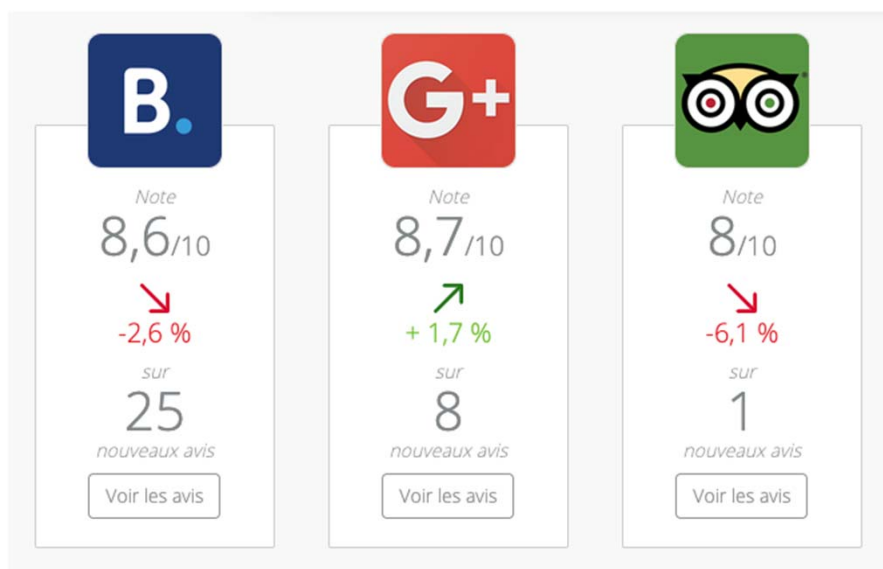 B.
Note
8,6/10
-2,6 %
sur
25
nouveaux avis
Voir les avis
G+
Note
8,7/10
+ 1,7 %
sur
8
nouveaux avis
Voir les avis
Note
8/10
-6,1 %
sur
1
nouveaux avis
Voir les avis